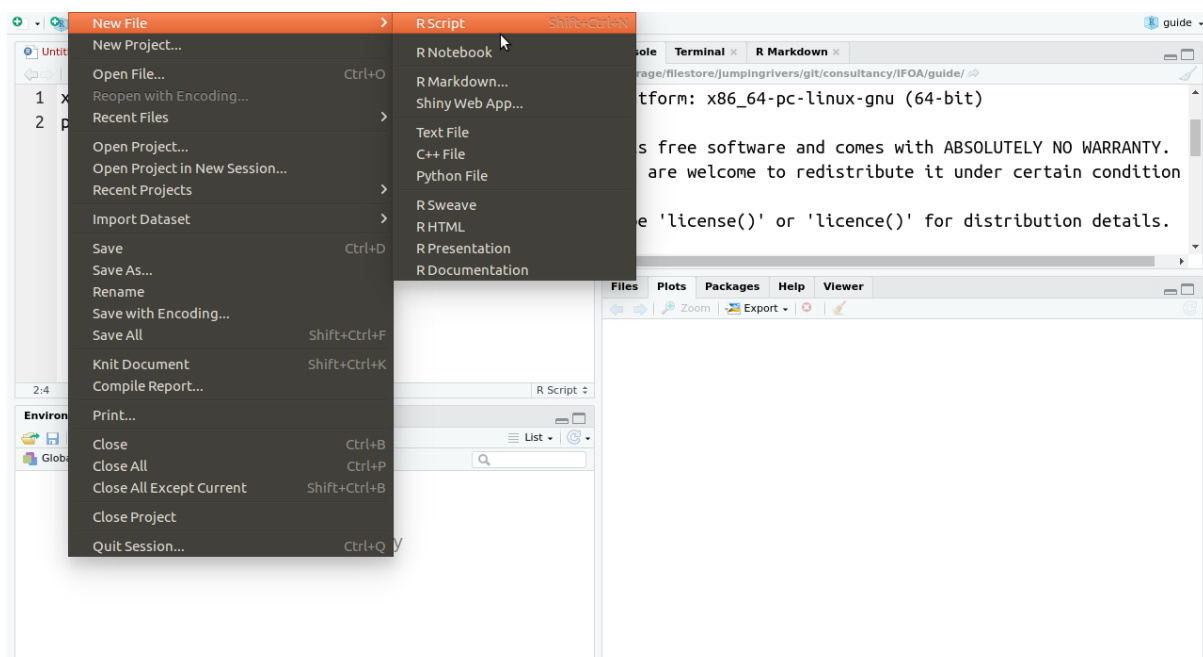 guide
New File
New Project...
Open File... Ctrl+O
Reopen with Encoding...
Recent Files
Open Project...
Open Project in New Session...
Recent Projects
Import Dataset
Save Ctrl+D
Save As...
Rename
Save with Encoding...
Save All Shift+Ctrl+F
Knit Document Shift+Ctrl+K
Compile Report...
Print...
Close Ctrl+B
Close All Ctrl+P
Close All Except Current Shift+Ctrl+B
Close Project
Quit Session... Ctrl+Q
R Script Shift+Ctrl+N
R Notebook
R Markdown...
Shiny Web App...
Text File
C++ File
Python File
R Sweave
R HTML
R Presentation
R Documentation
Untit
1 x
2 p
2:4 R Script
Environ
List
Globa
y
sole Terminal R Markdown
rage/filestore/jumpingrivers/git/consultancy/IFOA/guide/
tform: x86_64-pc-linux-gnu (64-bit)
s free software and comes with ABSOLUTELY NO WARRANTY.
are welcome to redistribute it under certain condition
e 'license()' or 'licence()' for distribution details.
Files Plots Packages Help Viewer
Zoom Export